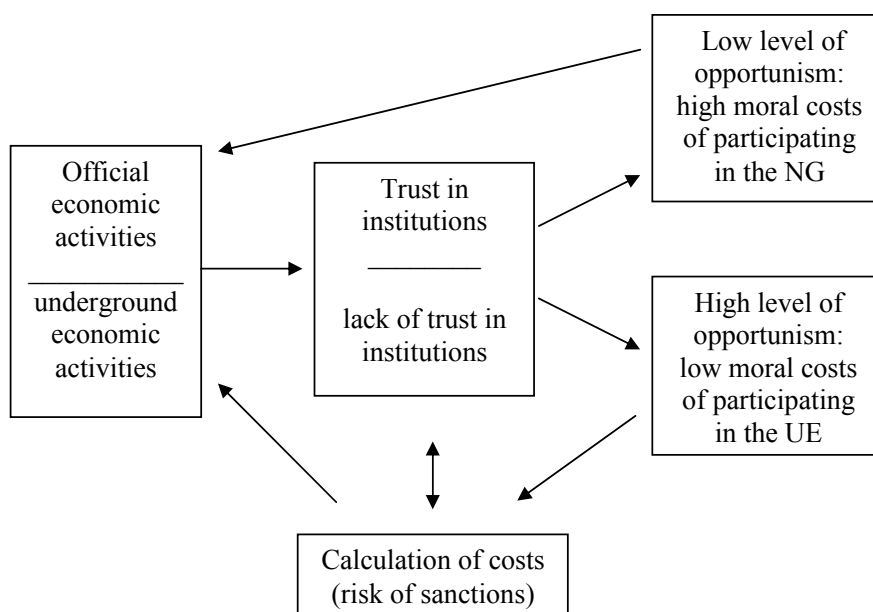 Official
economic
activities
underground
economic
activities
Trust in
institutions
lack of trust in
institutions
Low level of
opportunism:
high moral costs
of participating
in the NG
High level of
opportunism:
low moral costs
of participating
in the UE
Calculation of costs
(risk of sanctions)